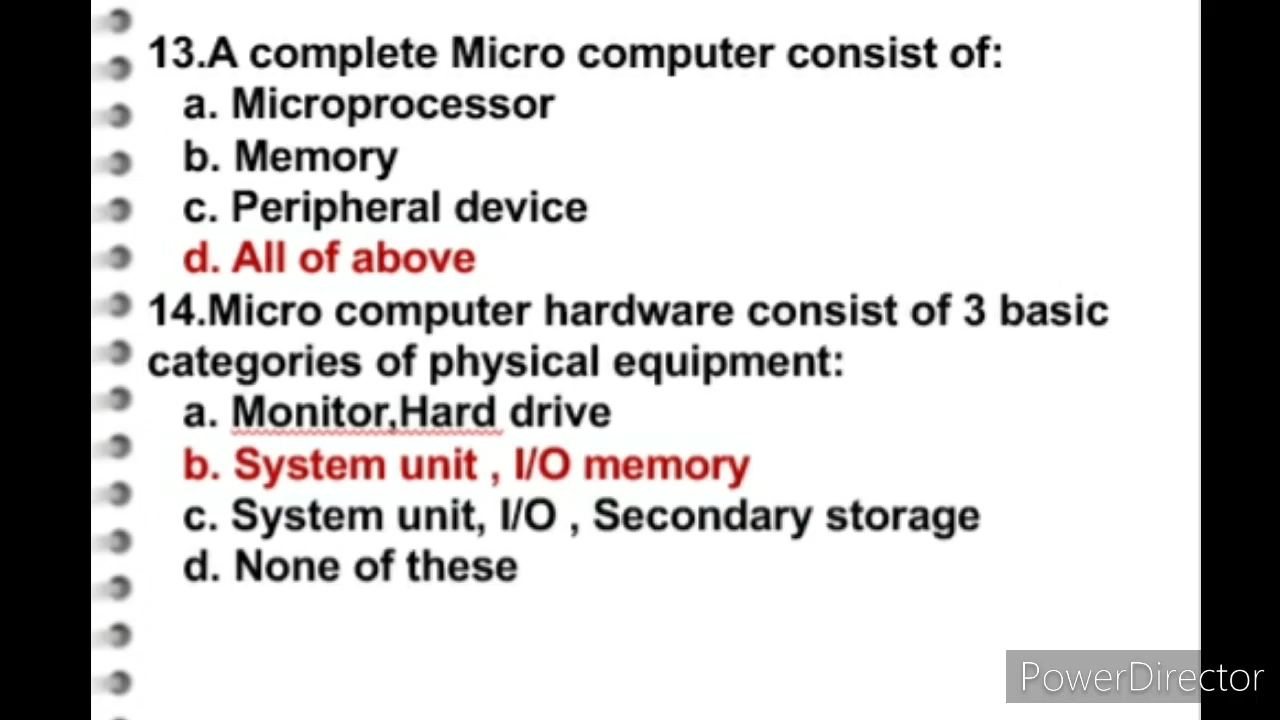 13.A complete Micro computer consist of:
a. Microprocessor
b. Memory
c. Peripheral device
d. All of above
14.Micro computer hardware consist of 3 basic
categories of physical equipment:
a. Monitor,Hard drive
b. System unit , I/O memory
c. System unit, I/O , Secondary storage
d. None of these
PowerDirector